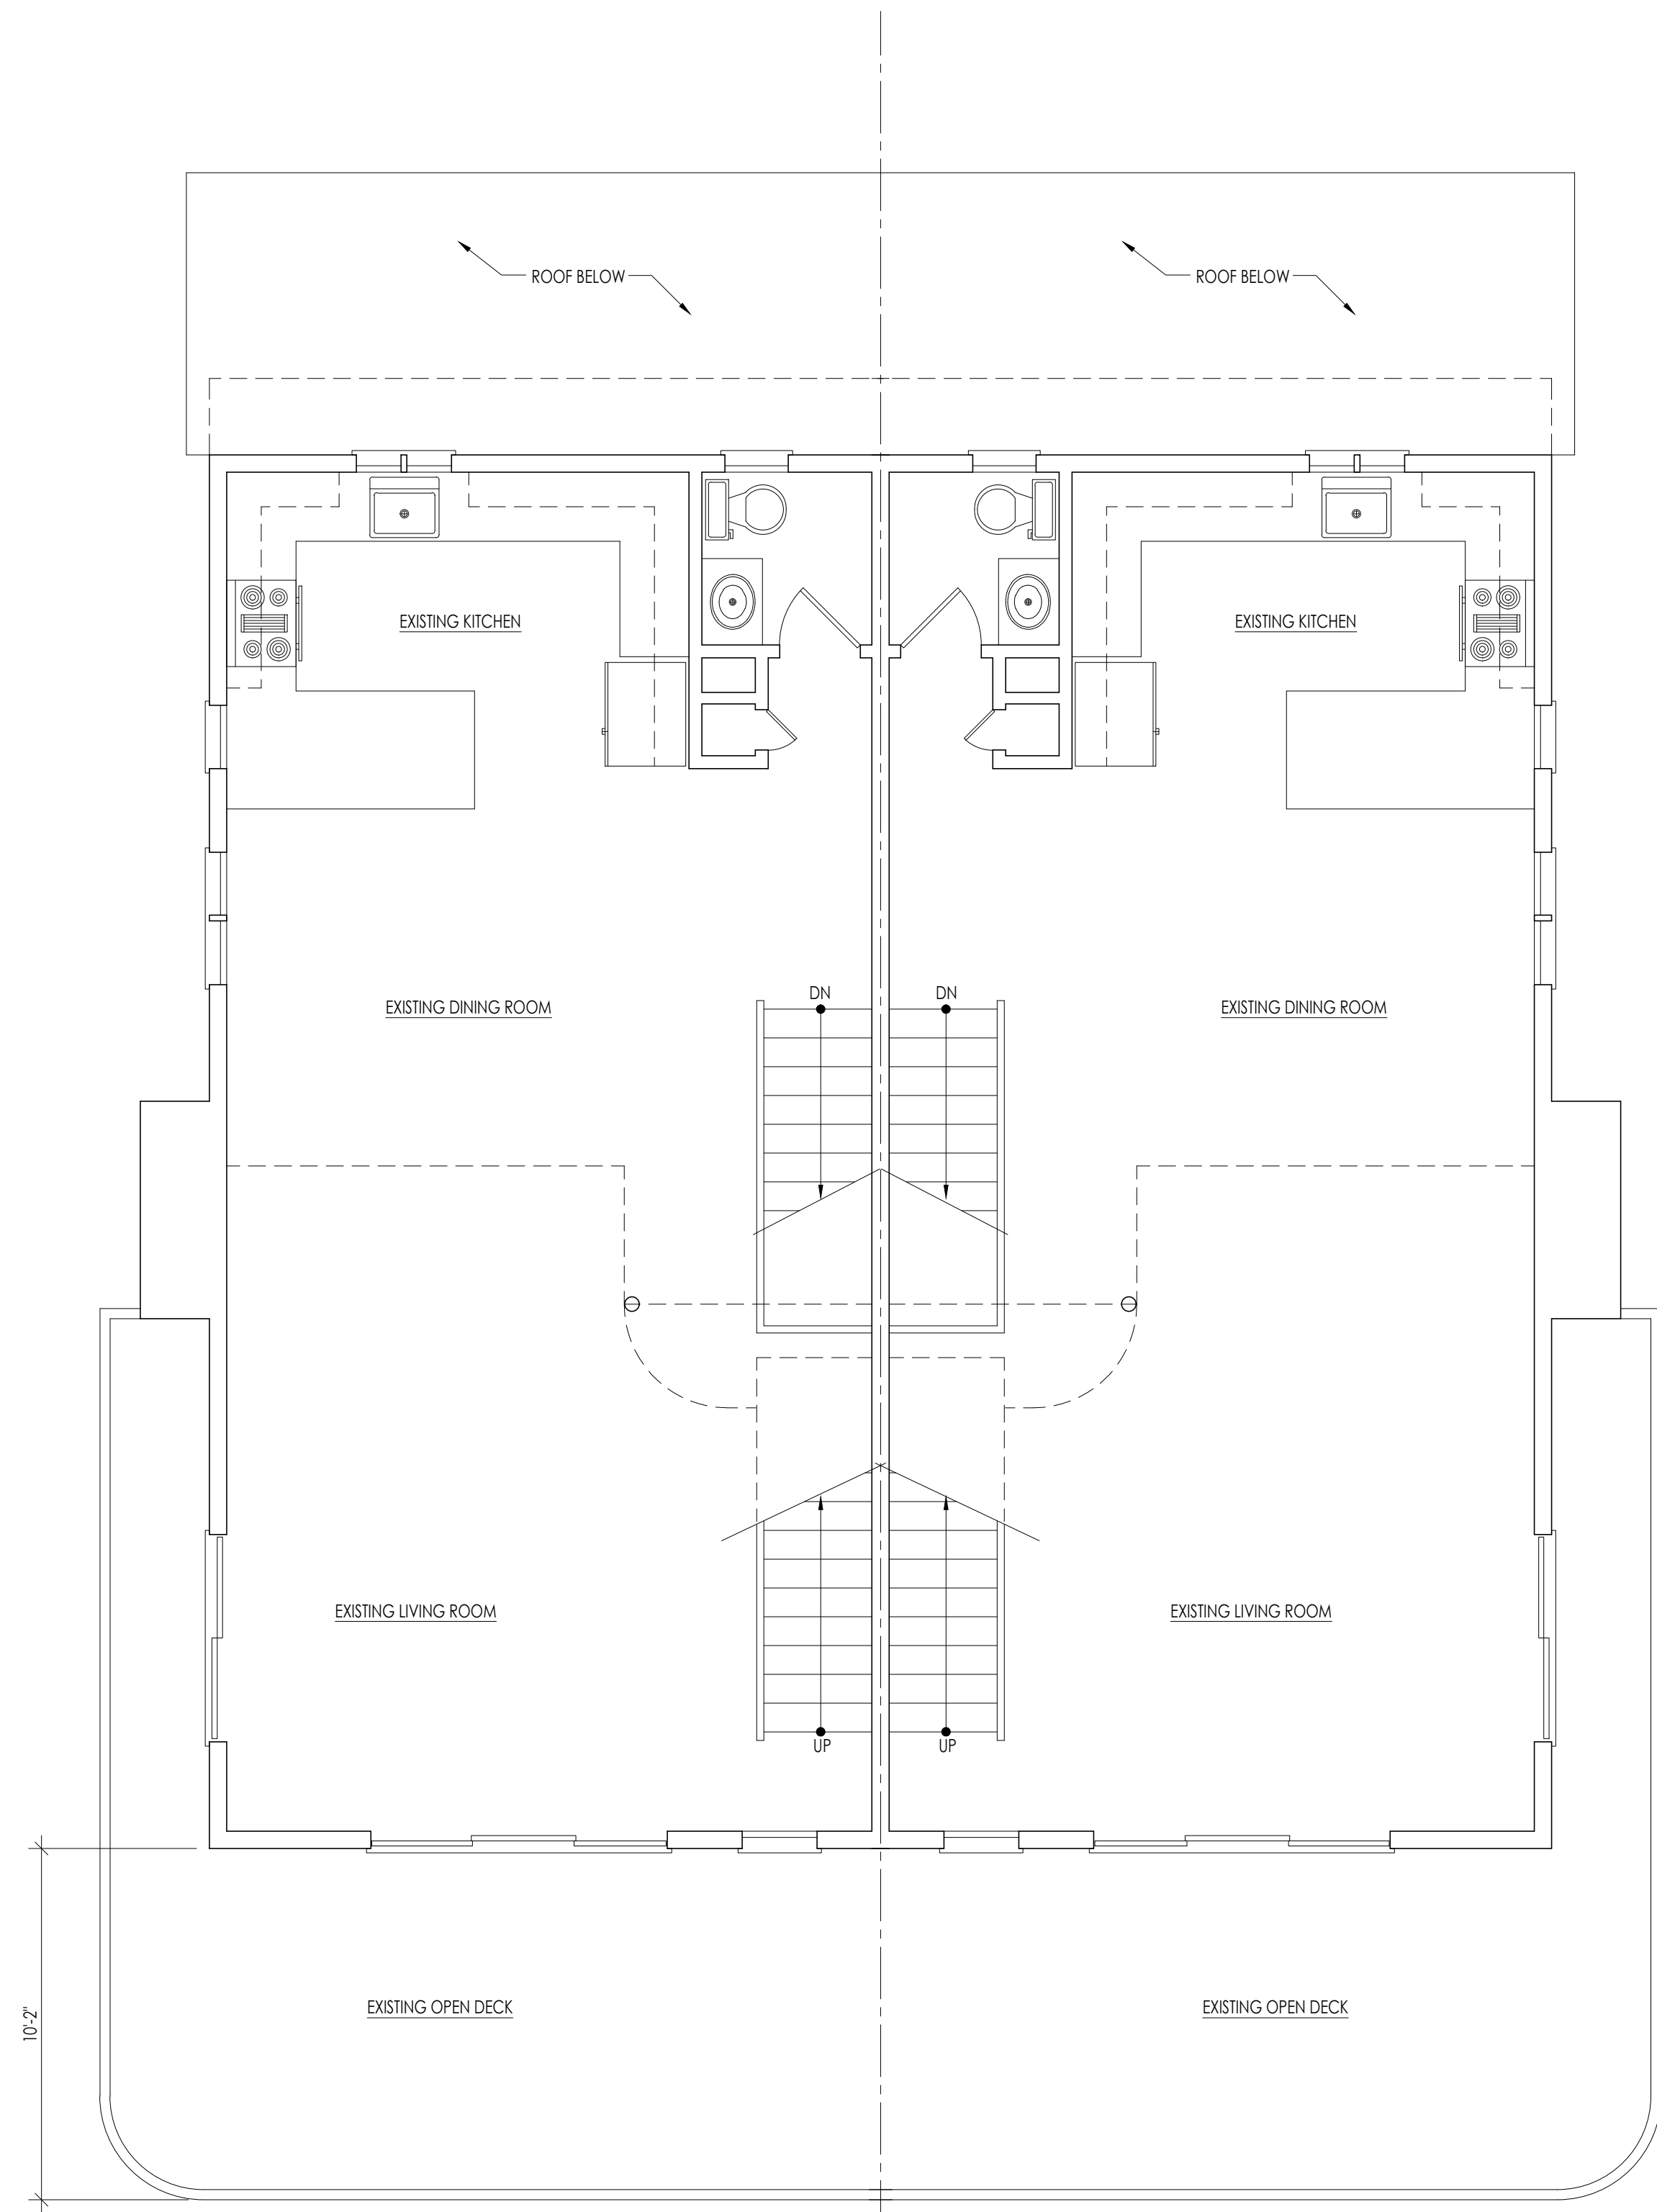 ROOF BELOW
ROOF BELOW
EXISTING KITCHEN
EXISTING KITCHEN
DN
DN
EXISTING DINING ROOM
EXISTING DINING ROOM
EXISTING LIVING ROOM
EXISTING LIVING ROOM
UP
UP
EXISTING OPEN DECK
EXISTING OPEN DECK
10'-2"